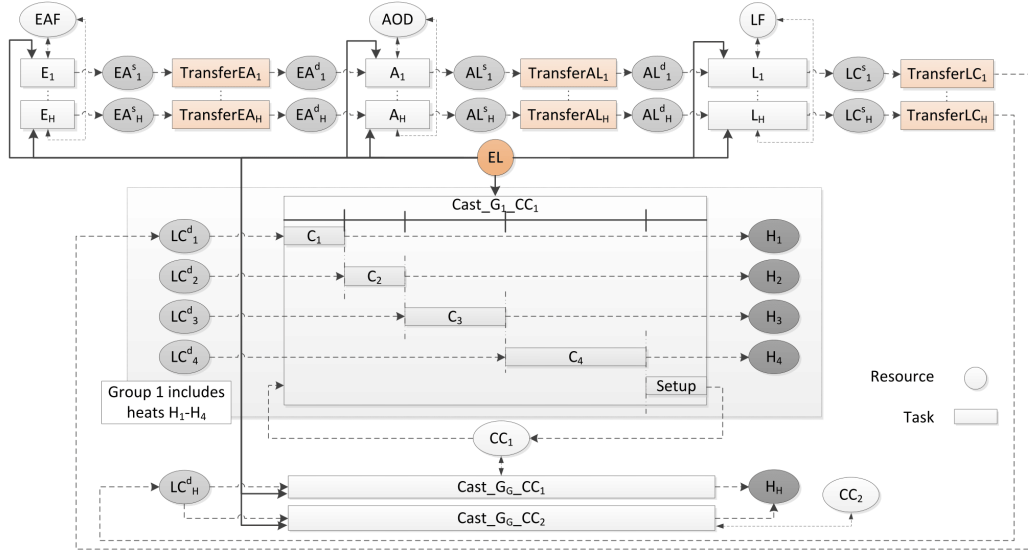 EAF
AOD
LF
E1
EAs1
TransferEA1
EAd1
A1
ALs1
TransferAL1
ALd1
L1
LCs1
TransferLC1
EH
EAsH
TransferEAH
EAdH
AH
ALsH
TransferALH
ALdH
LH
LCsH
TransferLCH
EL
Cast_G1_CC1
LCd1
C1
H1
LCd2
C2
H2
LCd3
C3
H3
LCd4
C4
H4
Setup
Group 1 includes
heats H1-H4
Resource
Task
CC1
LCdH
Cast_GG_CC1
HH
CC2
Cast_GG_CC2